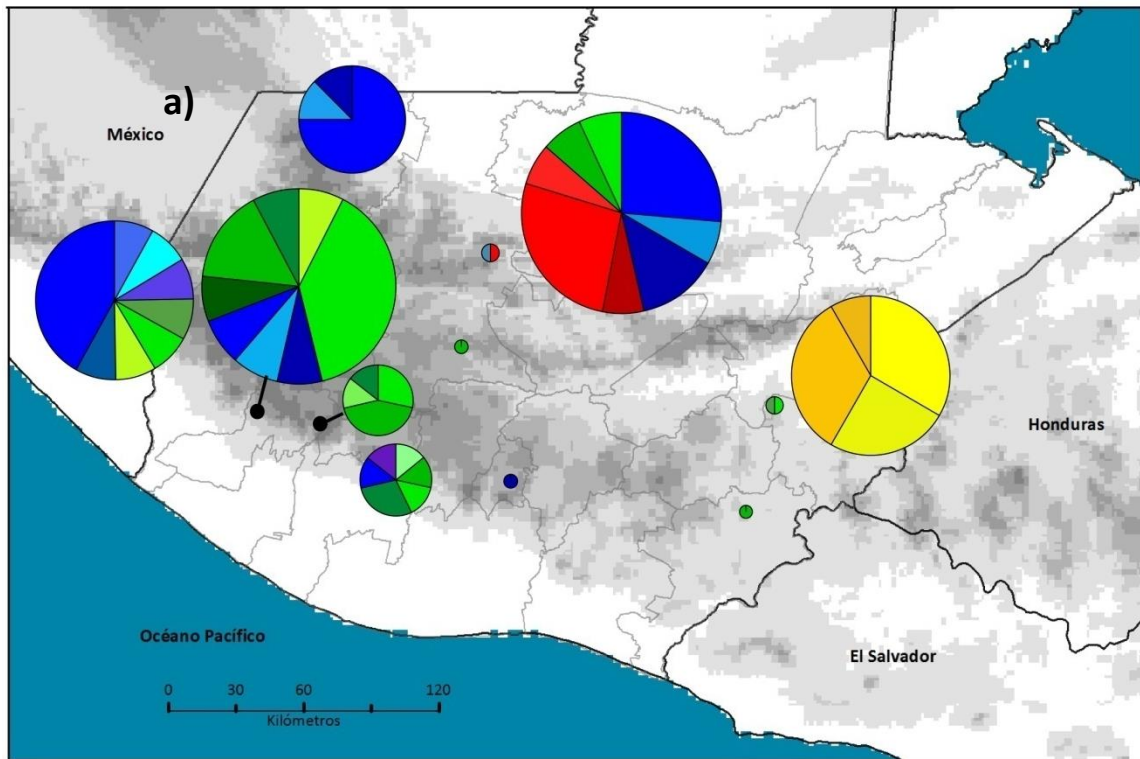 a)
México
Honduras
Océano Pacífico
El Salvador
0 30 60 120
Kilómetros